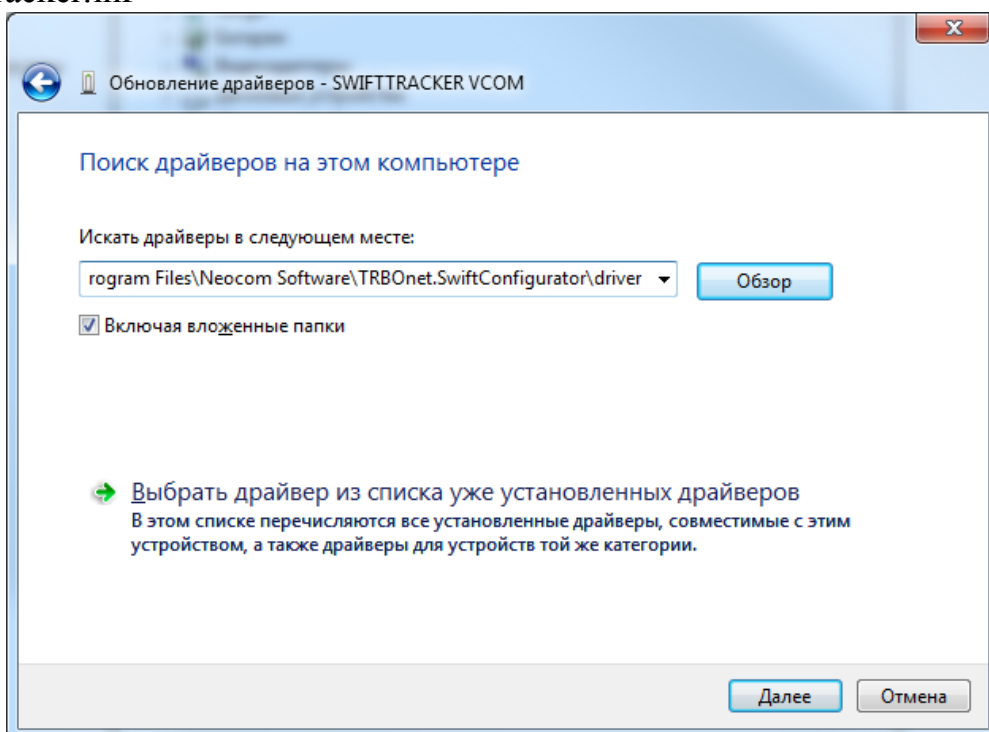 Обновление драйверов - SWIFTTRACKER VCOM
Поиск драйверов на этом компьютере
Искать драйверы в следующем месте:
rogram Files\Neocom Software\TRBOnet.SwiftConfigurator\driver
Обзор
Включая вложенные папки
Выбрать драйвер из списка уже установленных драйверов
В этом списке перечисляются все установленные драйверы, совместимые с этим
устройством, а также драйверы для устройств той же категории.
Далее
Отмена